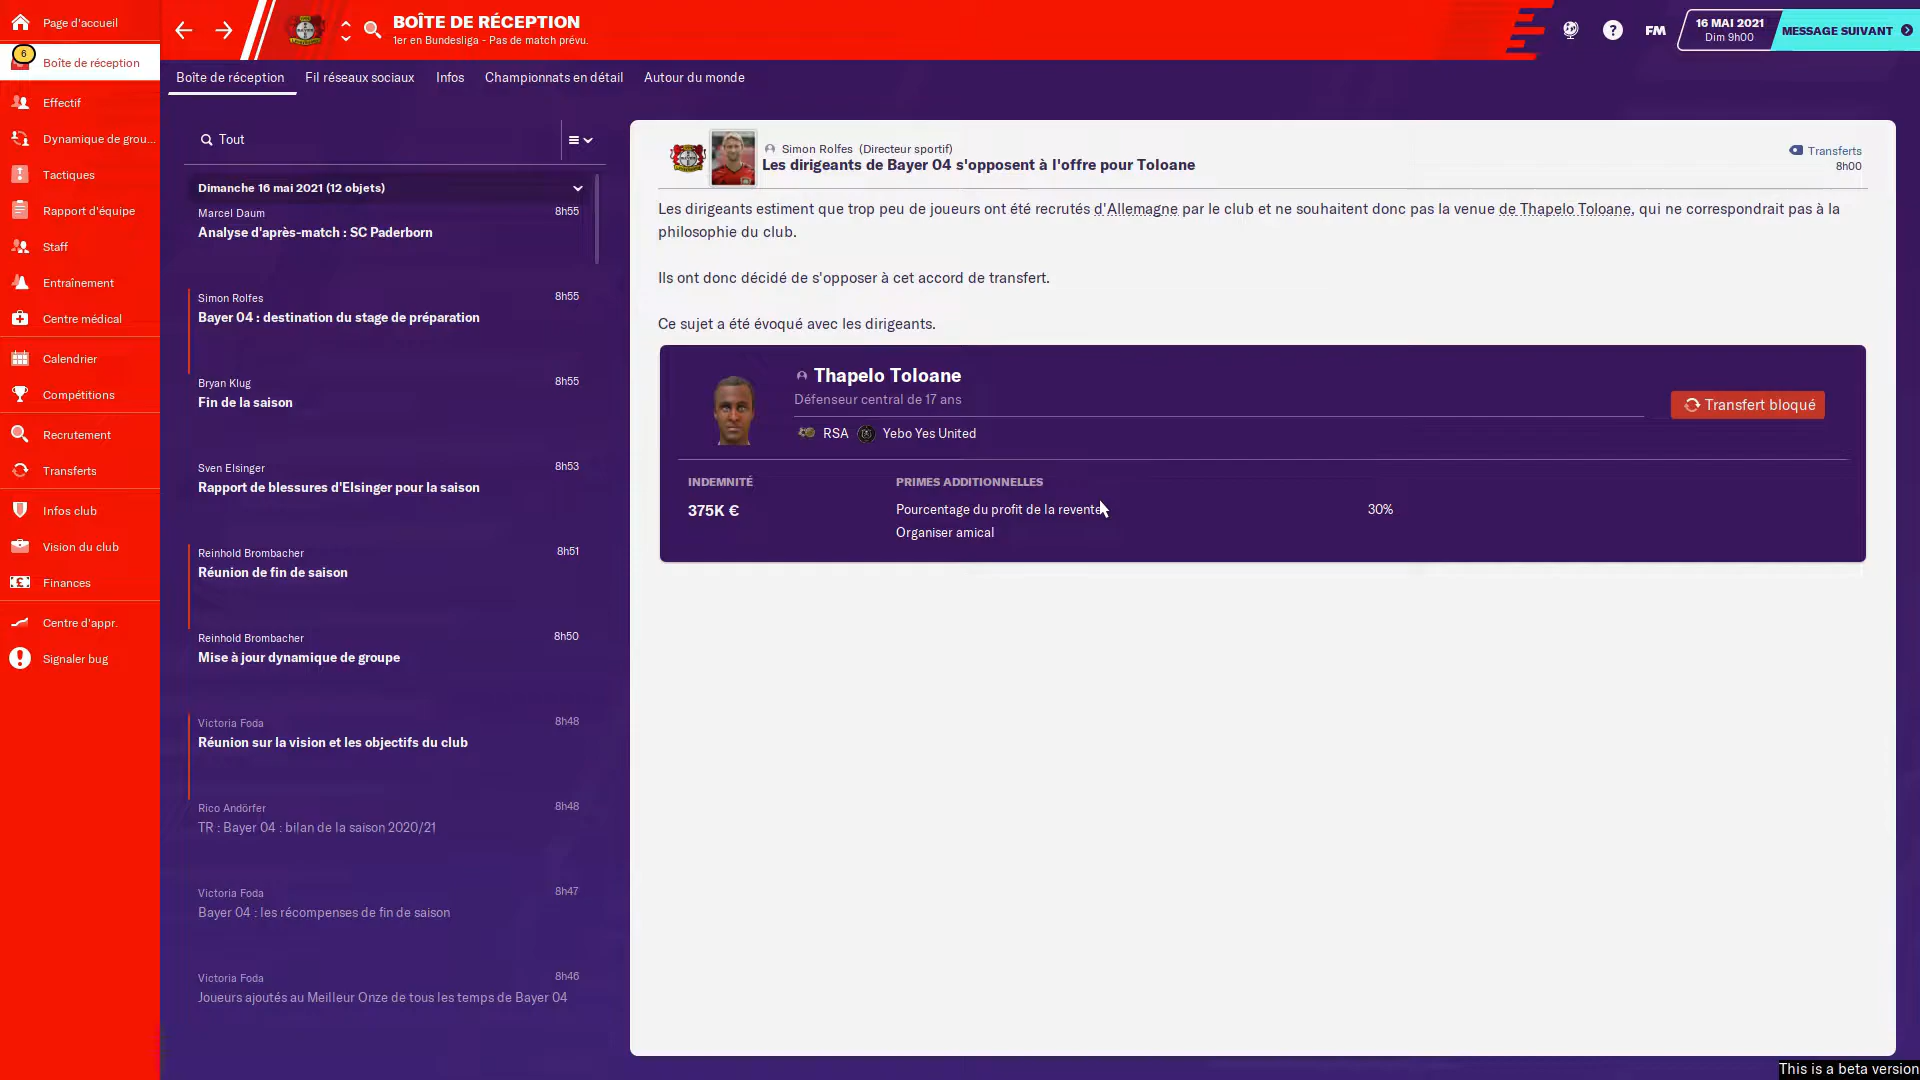 Page d'accueil
6
Boîte de réception
Effectif
Dynamique de grou...
Tactiques
Rapport d'équipe
Staff
Entraînement
Centre médical
Calendrier
Compétitions
Recrutement
Transferts
Infos club
Vision du club
Finances
Centre d'appr.
Signaler bug
BOÎTE DE RÉCEPTION
1er en Bundesliga - Pas de match prévu.
FM
16 MAI 2021
Dim 9h00
MESSAGE SUIVANT
Boîte de réception Fil réseaux sociaux Infos Championnats en détail Autour du monde
Tout
Dimanche 16 mai 2021 (12 objets)
Marcel Daum 8h55
Analyse d'après-match : SC Paderborn
Simon Rolfes 8h55
Bayer 04 : destination du stage de préparation
Bryan Klug 8h55
Fin de la saison
Sven Elsinger 8h53
Rapport de blessures d'Elsinger pour la saison
Reinhold Brombacher 8h51
Réunion de fin de saison
Reinhold Brombacher 8h50
Mise à jour dynamique de groupe
Victoria Foda 8h48
Réunion sur la vision et les objectifs du club
Rico Andörfer 8h48
TR : Bayer 04 : bilan de la saison 2020/21
Victoria Foda 8h47
Bayer 04 : les récompenses de fin de saison
Victoria Foda 8h46
Joueurs ajoutés au Meilleur Onze de tous les temps de Bayer 04
Simon Rolfes (Directeur sportif)
Les dirigeants de Bayer 04 s'opposent à l'offre pour Toloane
Transferts
8h00
Les dirigeants estiment que trop peu de joueurs ont été recrutés d'Allemagne par le club et ne souhaitent donc pas la venue de Thapelo Toloane, qui ne correspondrait pas à la
philosophie du club.
Ils ont donc décidé de s'opposer à cet accord de transfert.
Ce sujet a été évoqué avec les dirigeants.
Thapelo Toloane
Défenseur central de 17 ans
RSA Yebo Yes United
Transfert bloqué
INDEMNITÉ PRIMES ADDITIONNELLES
375K € Pourcentage du profit de la revente 30%
Organiser amical
This is a beta version